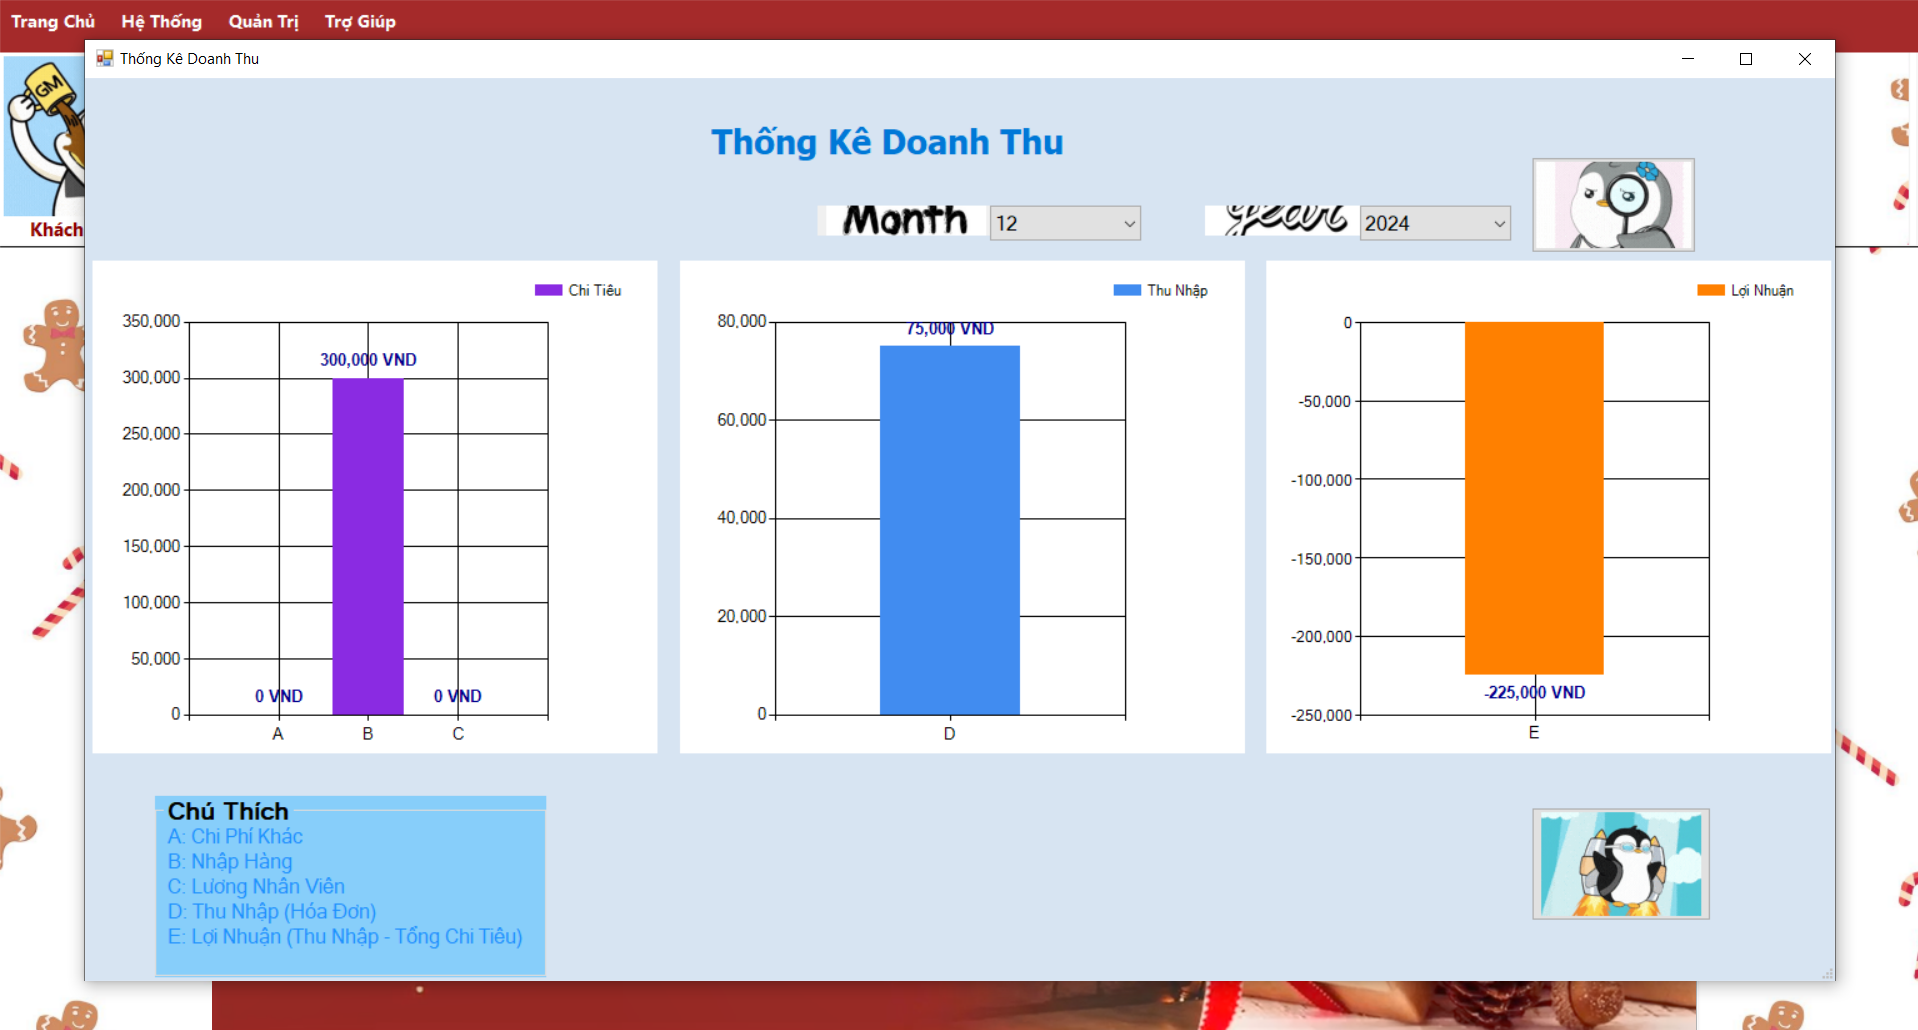 Trang Chủ Hệ Thống Quản Trị Trợ Giúp
Thống Kê Doanh Thu
GM
Khách
Thống Kê Doanh Thu
Month 12 year 2024
Chi Tiêu
350,000
300,000
250,000
200,000
150,000
100,000
50,000
0
300,000 VND
0 VND 0 VND
A B C
Thu Nhập
80,000
60,000
40,000
20,000
0
75,000 VND
D
Lợi Nhuận
0
-50,000
-100,000
-150,000
-200,000
-250,000
-225,000 VND
E
Chú Thích
A: Chi Phí Khác
B: Nhập Hàng
C: Lương Nhân Viên
D: Thu Nhập (Hóa Đơn)
E: Lợi Nhuận (Thu Nhập - Tổng Chi Tiêu)